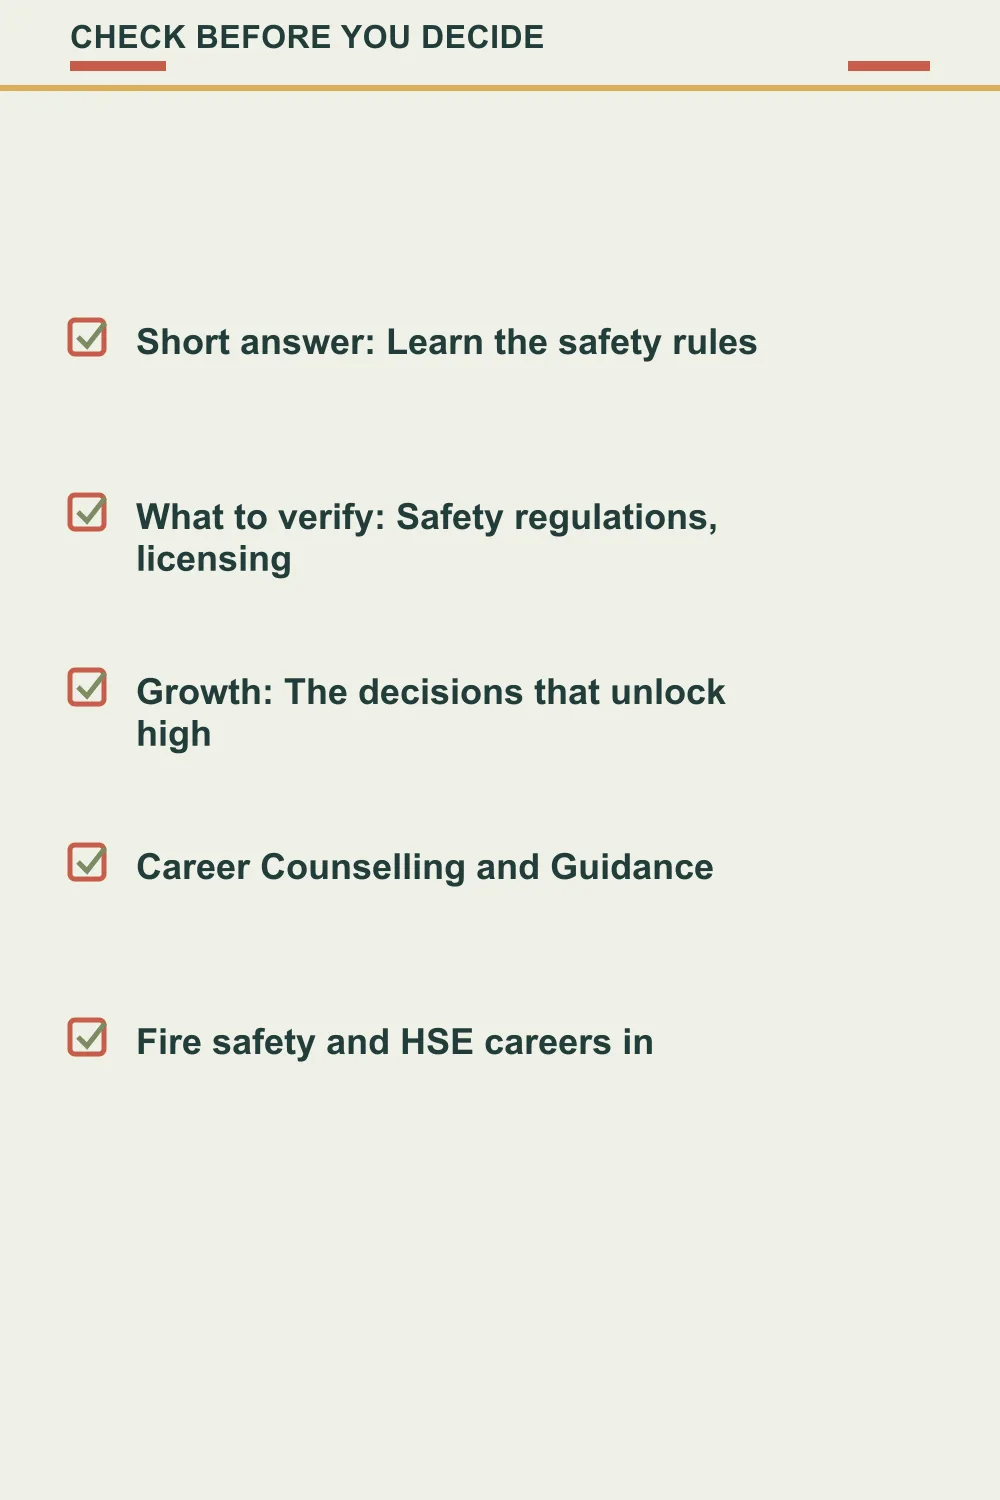 CHECK BEFORE YOU DECIDE
Short answer: Learn the safety rules
What to verify: Safety regulations,
licensing
Growth: The decisions that unlock
high
Career Counselling and Guidance
Fire safety and HSE careers in